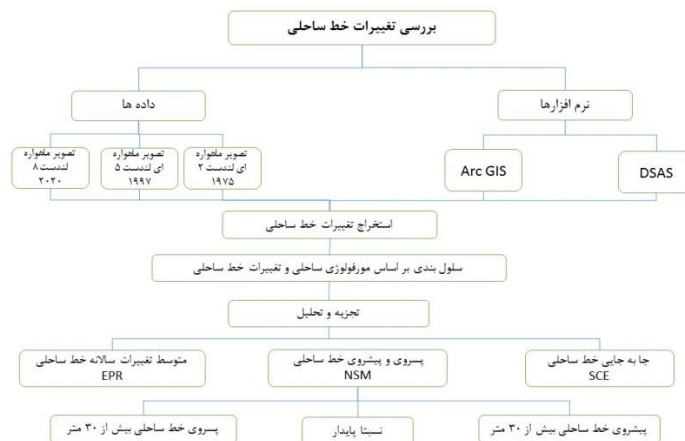 بررسی تغییرات خط ساحلی
نرم افزارها
داده ها
DSAS
Arc GIS
تصویر ماهواره
ای لندست ۲
۱۹۷۵
تصویر ماهواره
ای لندست ۵
۱۹۹۷
تصویر ماهواره
لندست ۸
۲۰۲۰
استخراج تغییرات خط ساحلی
سلول بندی بر اساس مورفولوژی ساحلی و تغییرات خط ساحلی
تجزیه و تحلیل
جا به جایی خط ساحلی
SCE
پسروی و پیشروی خط ساحلی
NSM
متوسط تغییرات سالانه خط ساحلی
EPR
پیشروی خط ساحلی بیش از ۳۰ متر
نسبتا پایدار
پسروی خط ساحلی بیش از ۳۰ متر